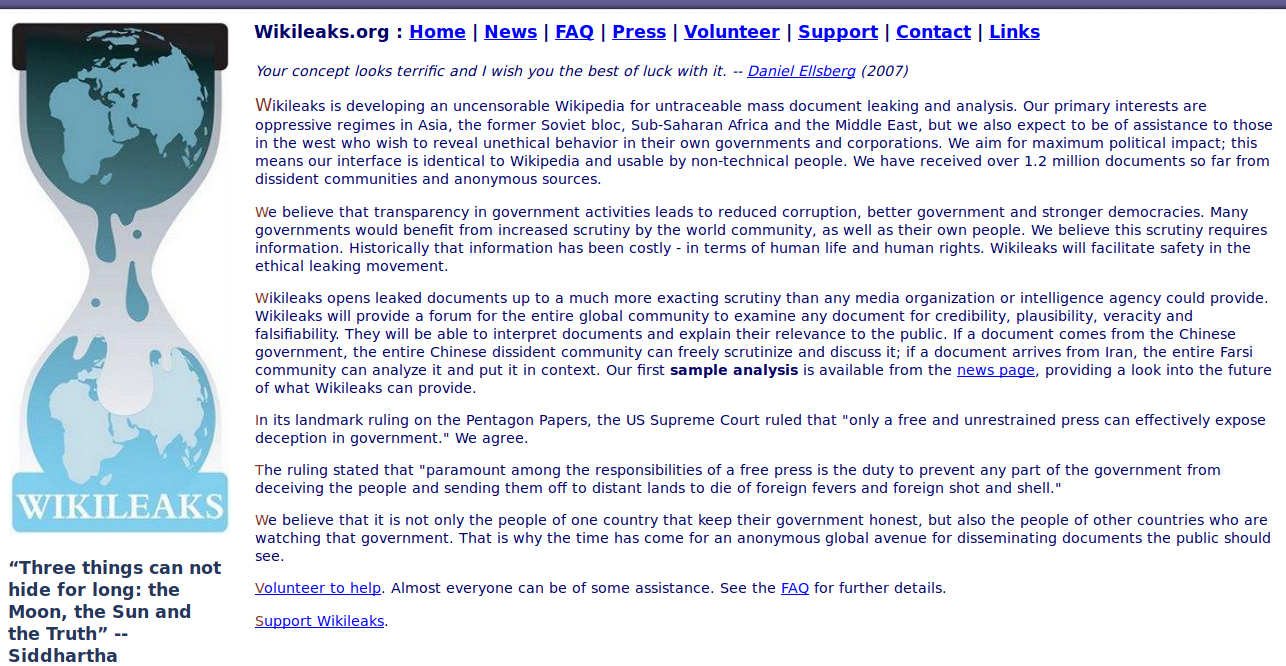 Wikileaks.org : Home | News | FAQ | Press | Volunteer | Support | Contact | Links
Your concept looks terrific and I wish you the best of luck with it. -- Daniel Ellsberg (2007)
Wikileaks is developing an uncensorable Wikipedia for untraceable mass document leaking and analysis. Our primary interests are
oppressive regimes in Asia, the former Soviet bloc, Sub-Saharan Africa and the Middle East, but we also expect to be of assistance to those
in the west who wish to reveal unethical behavior in their own governments and corporations. We aim for maximum political impact; this
means our interface is identical to Wikipedia and usable by non-technical people. We have received over 1.2 million documents so far from
dissident communities and anonymous sources.
We believe that transparency in government activities leads to reduced corruption, better government and stronger democracies. Many
governments would benefit from increased scrutiny by the world community, as well as their own people. We believe this scrutiny requires
information. Historically that information has been costly - in terms of human life and human rights. Wikileaks will facilitate safety in the
ethical leaking movement.
Wikileaks opens leaked documents up to a much more exacting scrutiny than any media organization or intelligence agency could provide.
Wikileaks will provide a forum for the entire global community to examine any document for credibility, plausibility, veracity and
falsifiability. They will be able to interpret documents and explain their relevance to the public. If a document comes from the Chinese
government, the entire Chinese dissident community can freely scrutinize and discuss it; if a document arrives from Iran, the entire Farsi
community can analyze it and put it in context. Our first sample analysis is available from the news page, providing a look into the future
of what Wikileaks can provide.
In its landmark ruling on the Pentagon Papers, the US Supreme Court ruled that "only a free and unrestrained press can effectively expose
deception in government." We agree.
The ruling stated that "paramount among the responsibilities of a free press is the duty to prevent any part of the government from
deceiving the people and sending them off to distant lands to die of foreign fevers and foreign shot and shell."
We believe that it is not only the people of one country that keep their government honest, but also the people of other countries who are
watching that government. That is why the time has come for an anonymous global avenue for disseminating documents the public should
see.
Volunteer to help. Almost everyone can be of some assistance. See the FAQ for further details.
Support Wikileaks.
WIKILEAKS
“Three things can not
hide for long: the
Moon, the Sun and
the Truth” --
Siddhartha